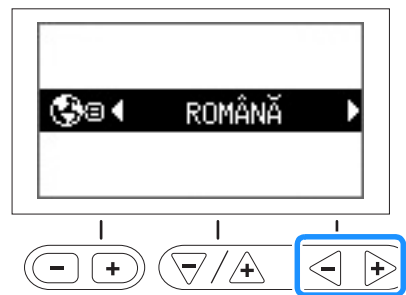 ROMÂNĂ
- +
- / +
- +